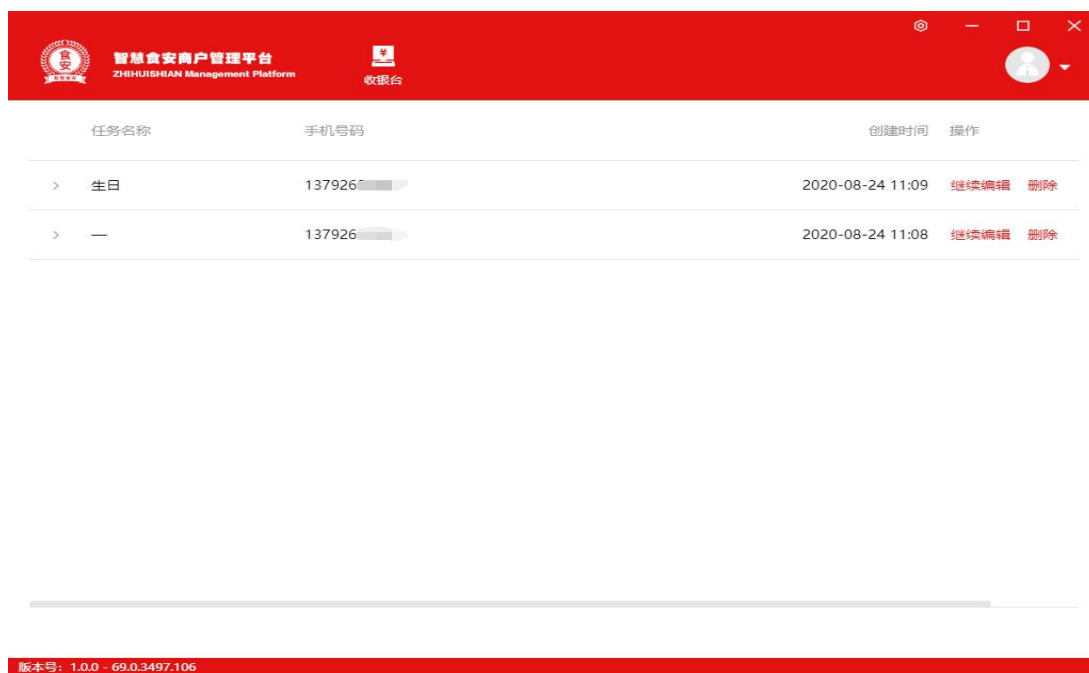 食安
智慧食安商户管理平台
ZHIHUISHIAN Management Platform
¥
收银台
任务名称 手机号码 创建时间 操作
> 生日 137926 2020-08-24 11:09 继续编辑 删除
> — 137926 2020-08-24 11:08 继续编辑 删除
版本号: 1.0.0 - 69.0.3497.106